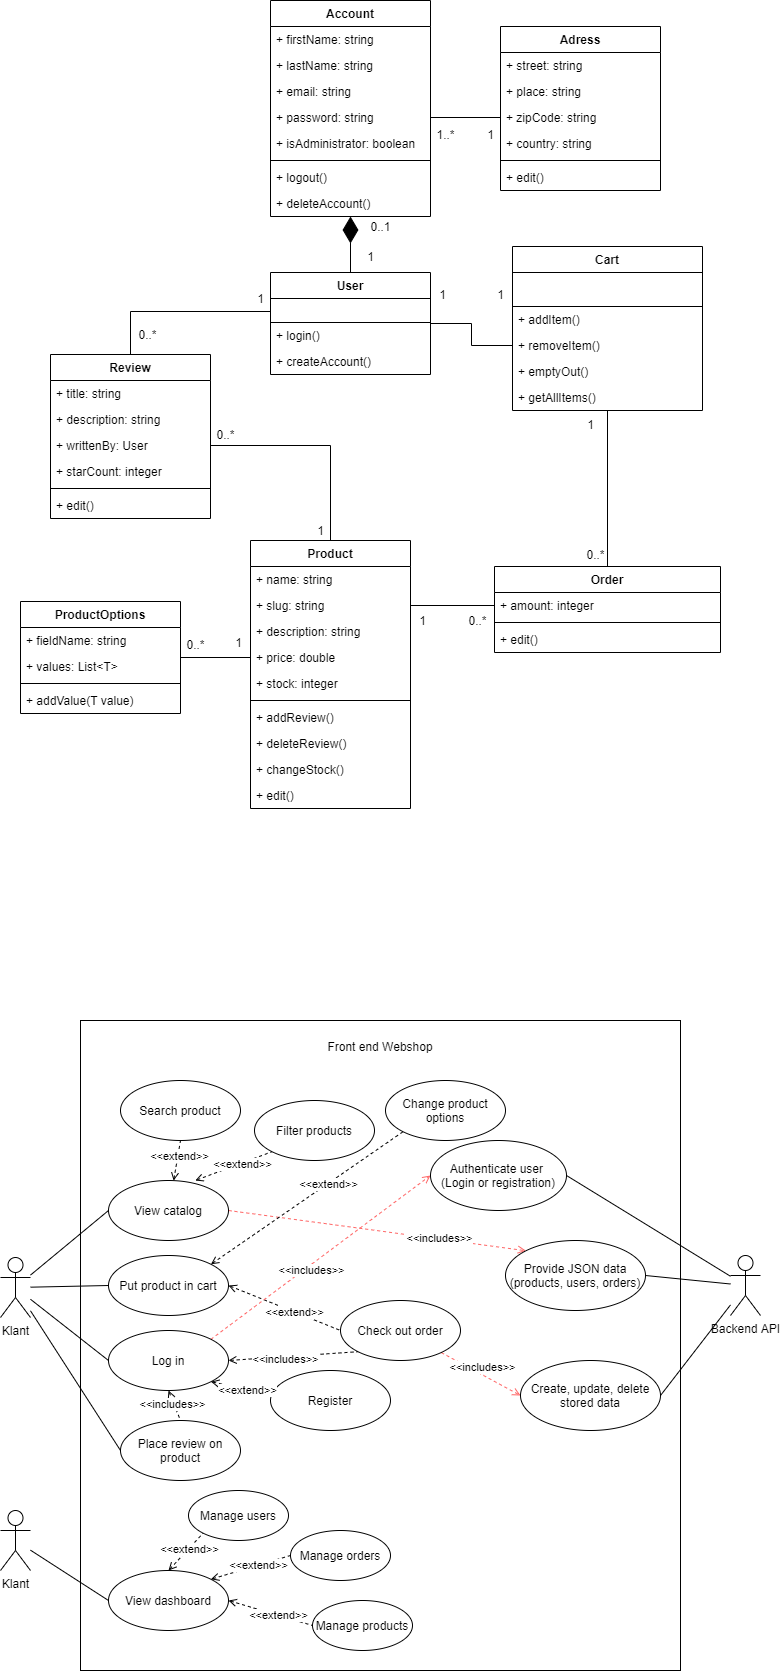 Account
+ firstName: string
+ lastName: string
+ email: string
+ password: string
+ isAdministrator: boolean
+ logout()
+ deleteAccount()
Adress
+ street: string
+ place: string
+ zipCode: string
+ country: string
+ edit()
1..*
1
0..1
1
User
+ login()
+ createAccount()
1
1
Cart
+ addItem()
+ removeItem()
+ emptyOut()
+ getAllItems()
1
0..*
Review
+ title: string
+ description: string
+ writtenBy: User
+ starCount: integer
+ edit()
0..*
1
1
0..*
Product
+ name: string
+ slug: string
+ description: string
+ price: double
+ stock: integer
+ addReview()
+ deleteReview()
+ changeStock()
+ edit()
Order
+ amount: integer
+ edit()
1
0..*
ProductOptions
+ fieldName: string
+ values: List<T>
+ addValue(T value)
0..*
1
Front end Webshop
Search product
Filter products
Change product
options
<<extend>>
<<extend>>
<<extend>>
Authenticate user
(Login or registration)
View catalog
<<includes>>
Provide JSON data
(products, users, orders)
<<includes>>
Put product in cart
<<extend>>
Check out order
Klant
Backend API
Log in
<<includes>>
<<includes>>
<<extend>>
Register
Create, update, delete
stored data
<<includes>>
Place review on
product
Manage users
<<extend>>
Manage orders
<<extend>>
Klant
View dashboard
<<extend>>
Manage products